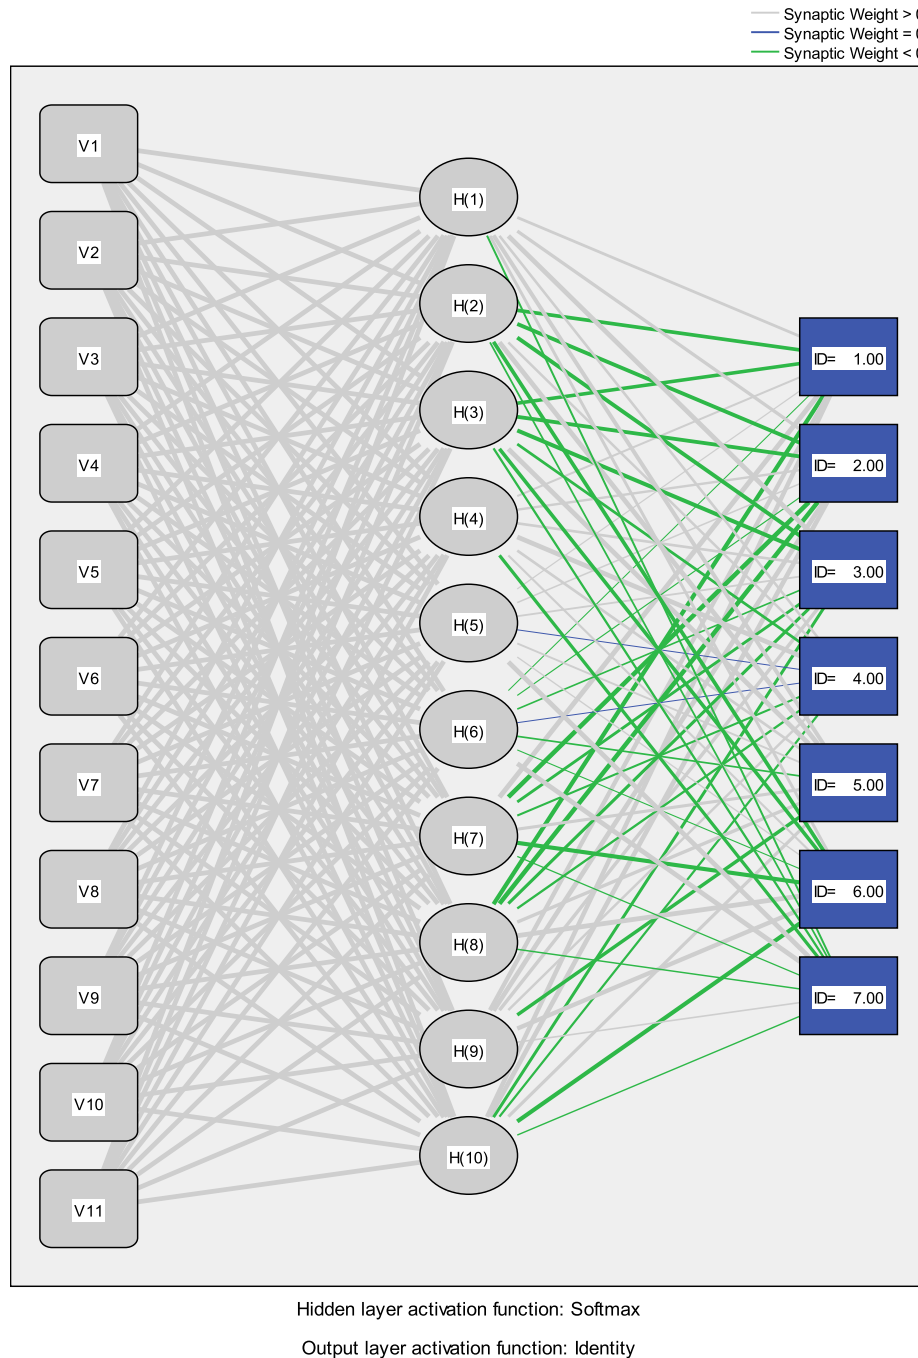 Synaptic Weight > 0
Synaptic Weight = 0
Synaptic Weight < 0
V1
V2
V3
V4
V5
V6
V7
V8
V9
V10
V11
H(1)
H(2)
H(3)
H(4)
H(5)
H(6)
H(7)
H(8)
H(9)
H(10)
ID= 1.00
ID= 2.00
ID= 3.00
ID= 4.00
ID= 5.00
ID= 6.00
ID= 7.00
Hidden layer activation function: Softmax
Output layer activation function: Identity